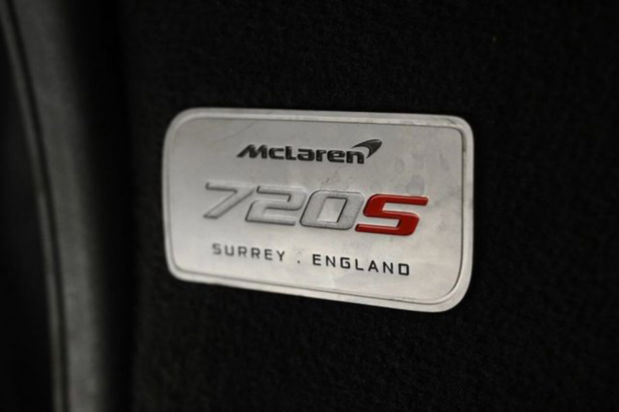 McLaren
720S
SURREY . ENGLAND